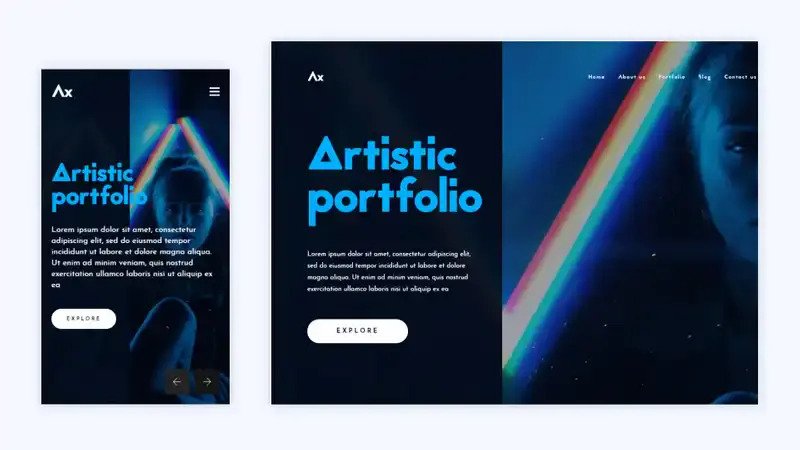 Ax
Artistic
portfolio
Lorem ipsum dolor sit amet, consectetur
adipiscing elit, sed do eiusmod tempor
incididunt ut labore et dolore magna aliqua.
Ut enim ad minim veniam, quis nostrud
exercitation ullamco laboris nisi ut aliquip ex
ea
EXPLORE
Ax
Home About us Portfolio Blog Contact us
Artistic
portfolio
Lorem ipsum dolor sit amet, consectetur adipiscing elit,
sed do eiusmod tempor incididunt ut labore et dolore
magna aliqua. Ut enim ad minim veniam, quis nostrud
exercitation ullamco laboris nisi ut aliquip ex ea
EXPLORE